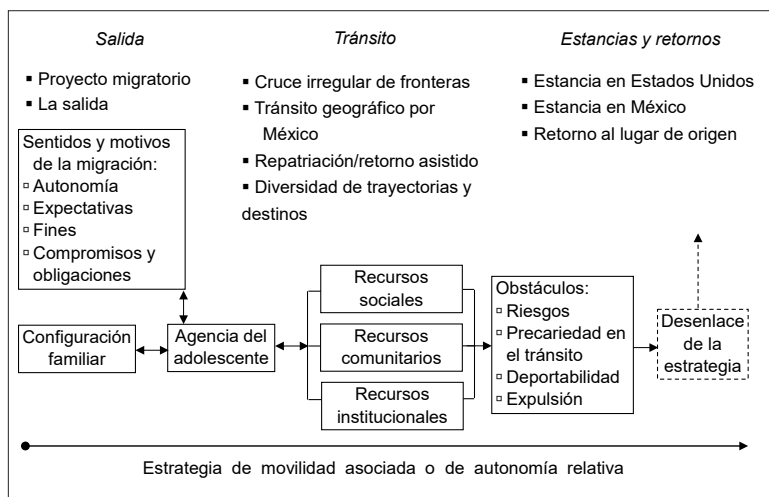 Salida
Tránsito
Estancias y retornos
▪ Proyecto migratorio
▪ La salida
▪ Cruce irregular de fronteras
▪ Tránsito geográfico por
México
▪ Repatriación/retorno asistido
▪ Diversidad de trayectorias y
destinos
▪ Estancia en Estados Unidos
▪ Estancia en México
▪ Retorno al lugar de origen
Sentidos y motivos
de la migración:
▫ Autonomía
▫ Expectativas
▫ Fines
▫ Compromisos y
obligaciones
Configuración
familiar
Agencia del
adolescente
Recursos
sociales
Recursos
comunitarios
Recursos
institucionales
Obstáculos:
▫ Riesgos
▫ Precariedad en
el tránsito
▫ Deportabilidad
▫ Expulsión
Desenlace
de la
estrategia
Estrategia de movilidad asociada o de autonomía relativa